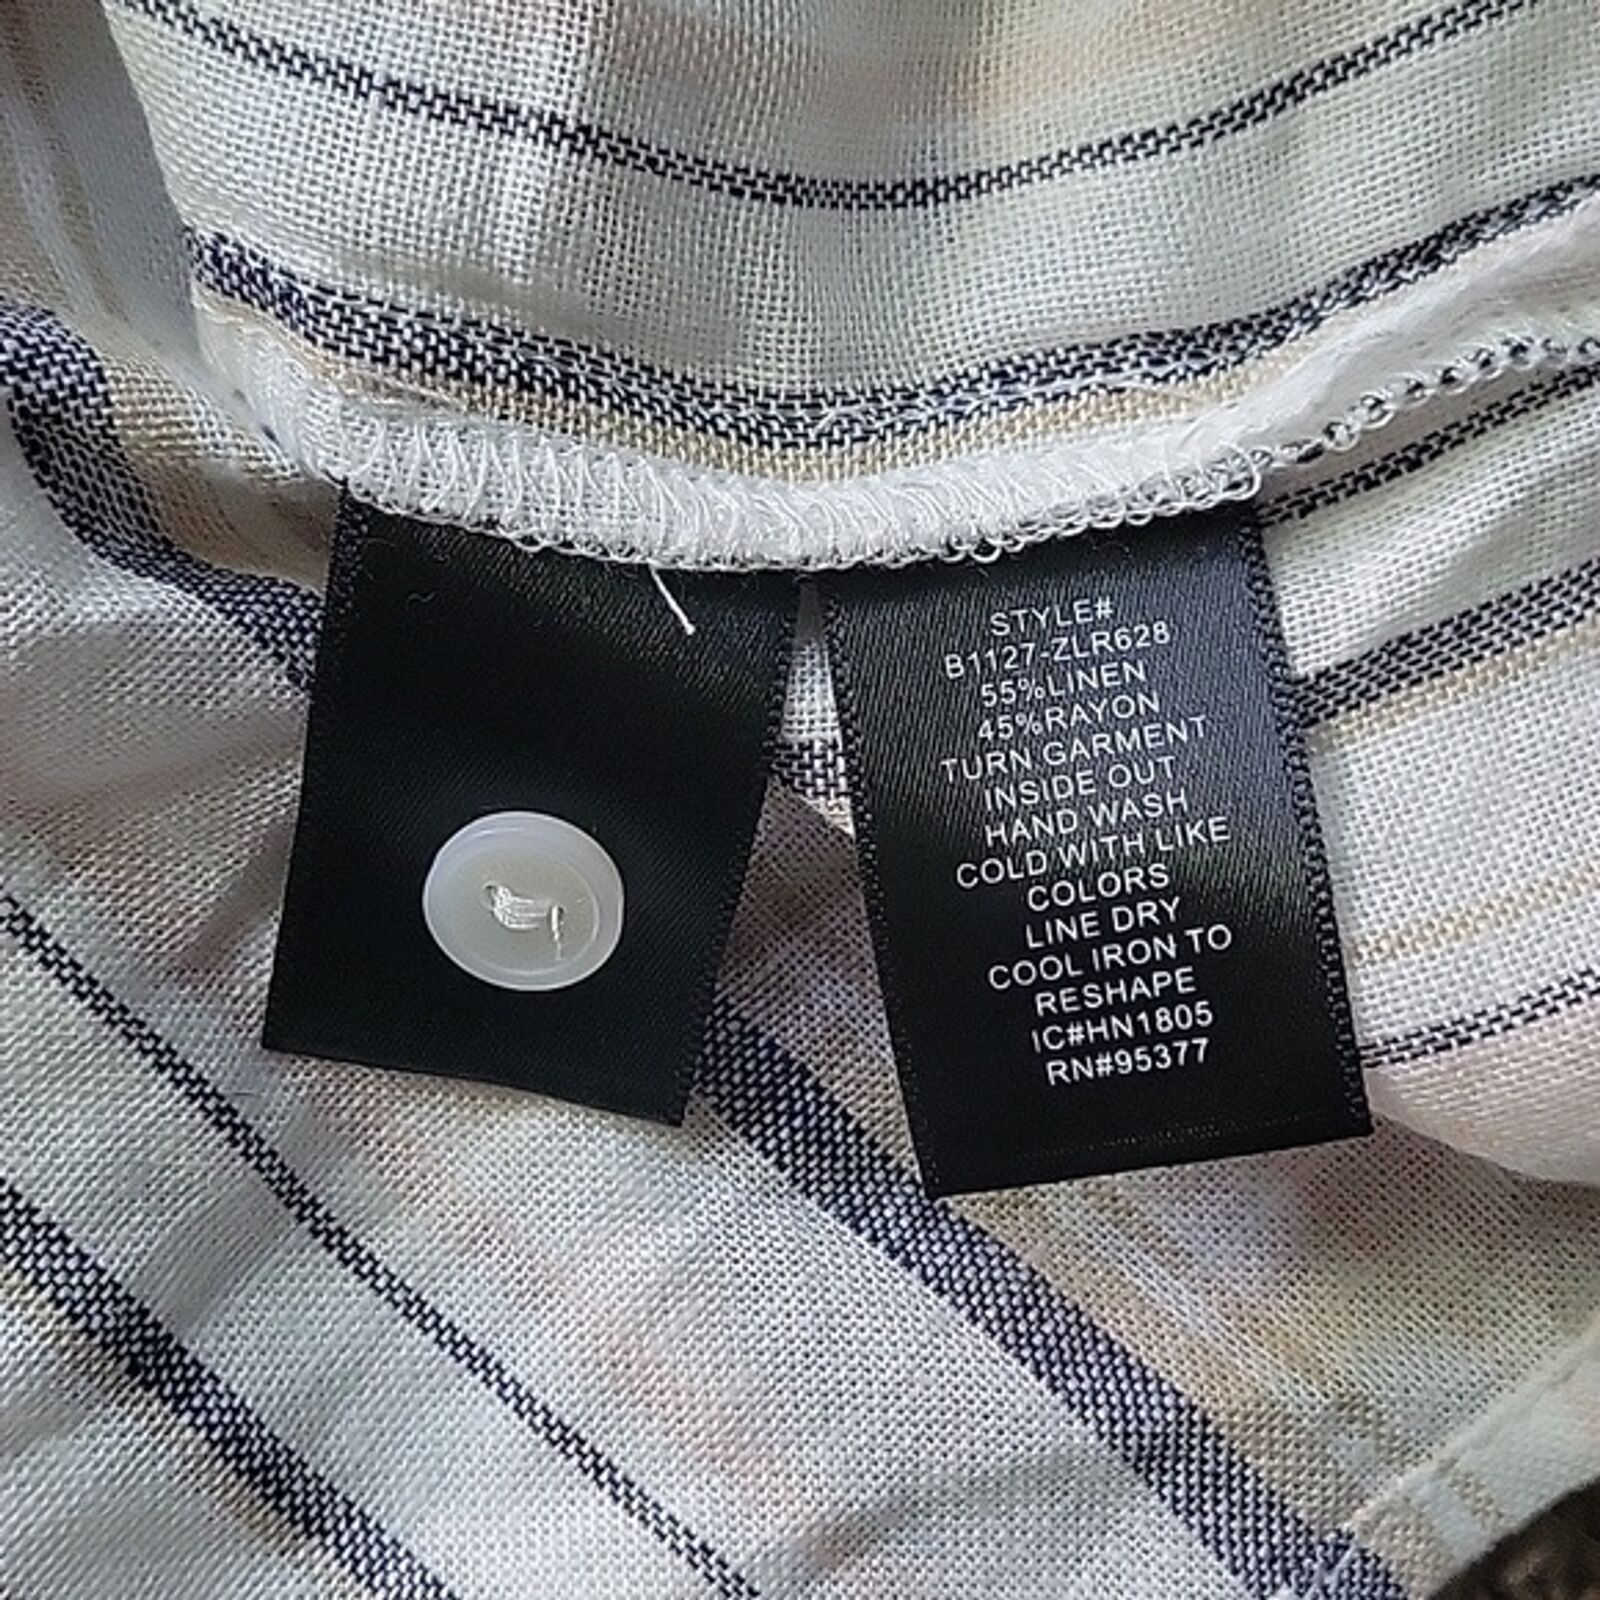 STYLE#
B1127-ZLR628
55%LINEN
45%RAYON
TURN GARMENT
INSIDE OUT
HAND WASH
COLD WITH LIKE
COLORS
LINE DRY
COOL IRON TO
RESHAPE
IC#HN1805
RN#95377